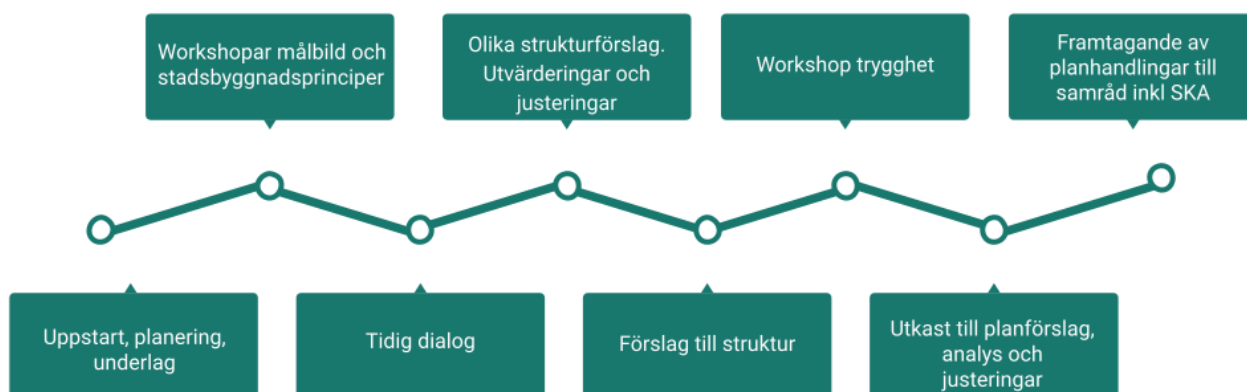 Workshopar målbild och
stadsbyggnadsprinciper
Olika strukturförslag.
Utvärderingar och
justeringar
Workshop trygghet
Framtagande av
planhandlingar till
samråd inkl SKA
Uppstart, planering,
underlag
Tidig dialog
Förslag till struktur
Utkast till planförslag,
analys och
justeringar